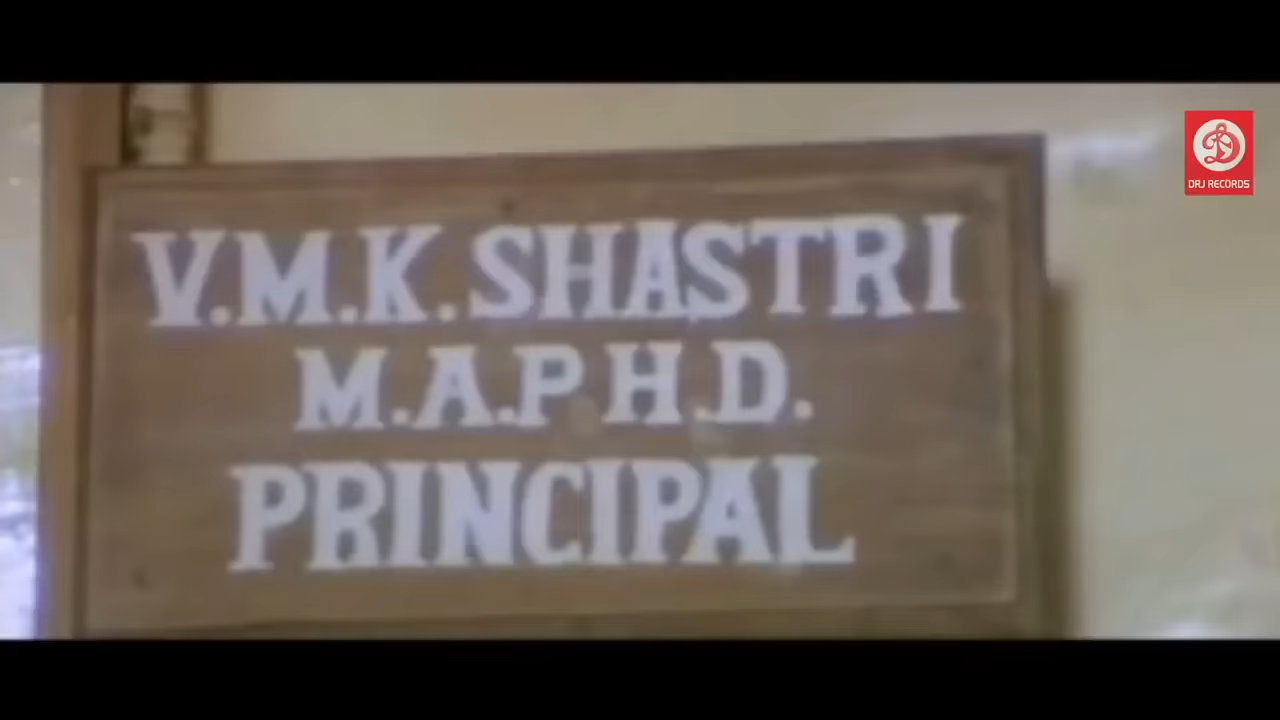 V.M.K. SHASTRI
M.A.P H.D.
PRINCIPAL
DRJ RECORDS